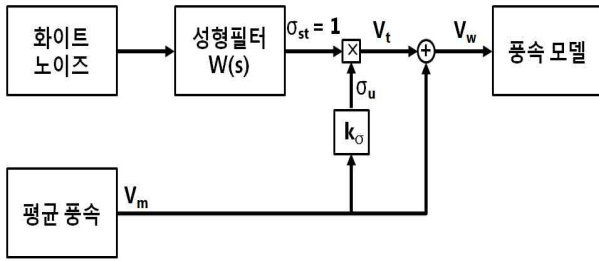 화이트
노이즈
성형필터
W(s)
σst = 1
×
Vt
+
Vw
풍속 모델
σu
kσ
평균 풍속
Vm